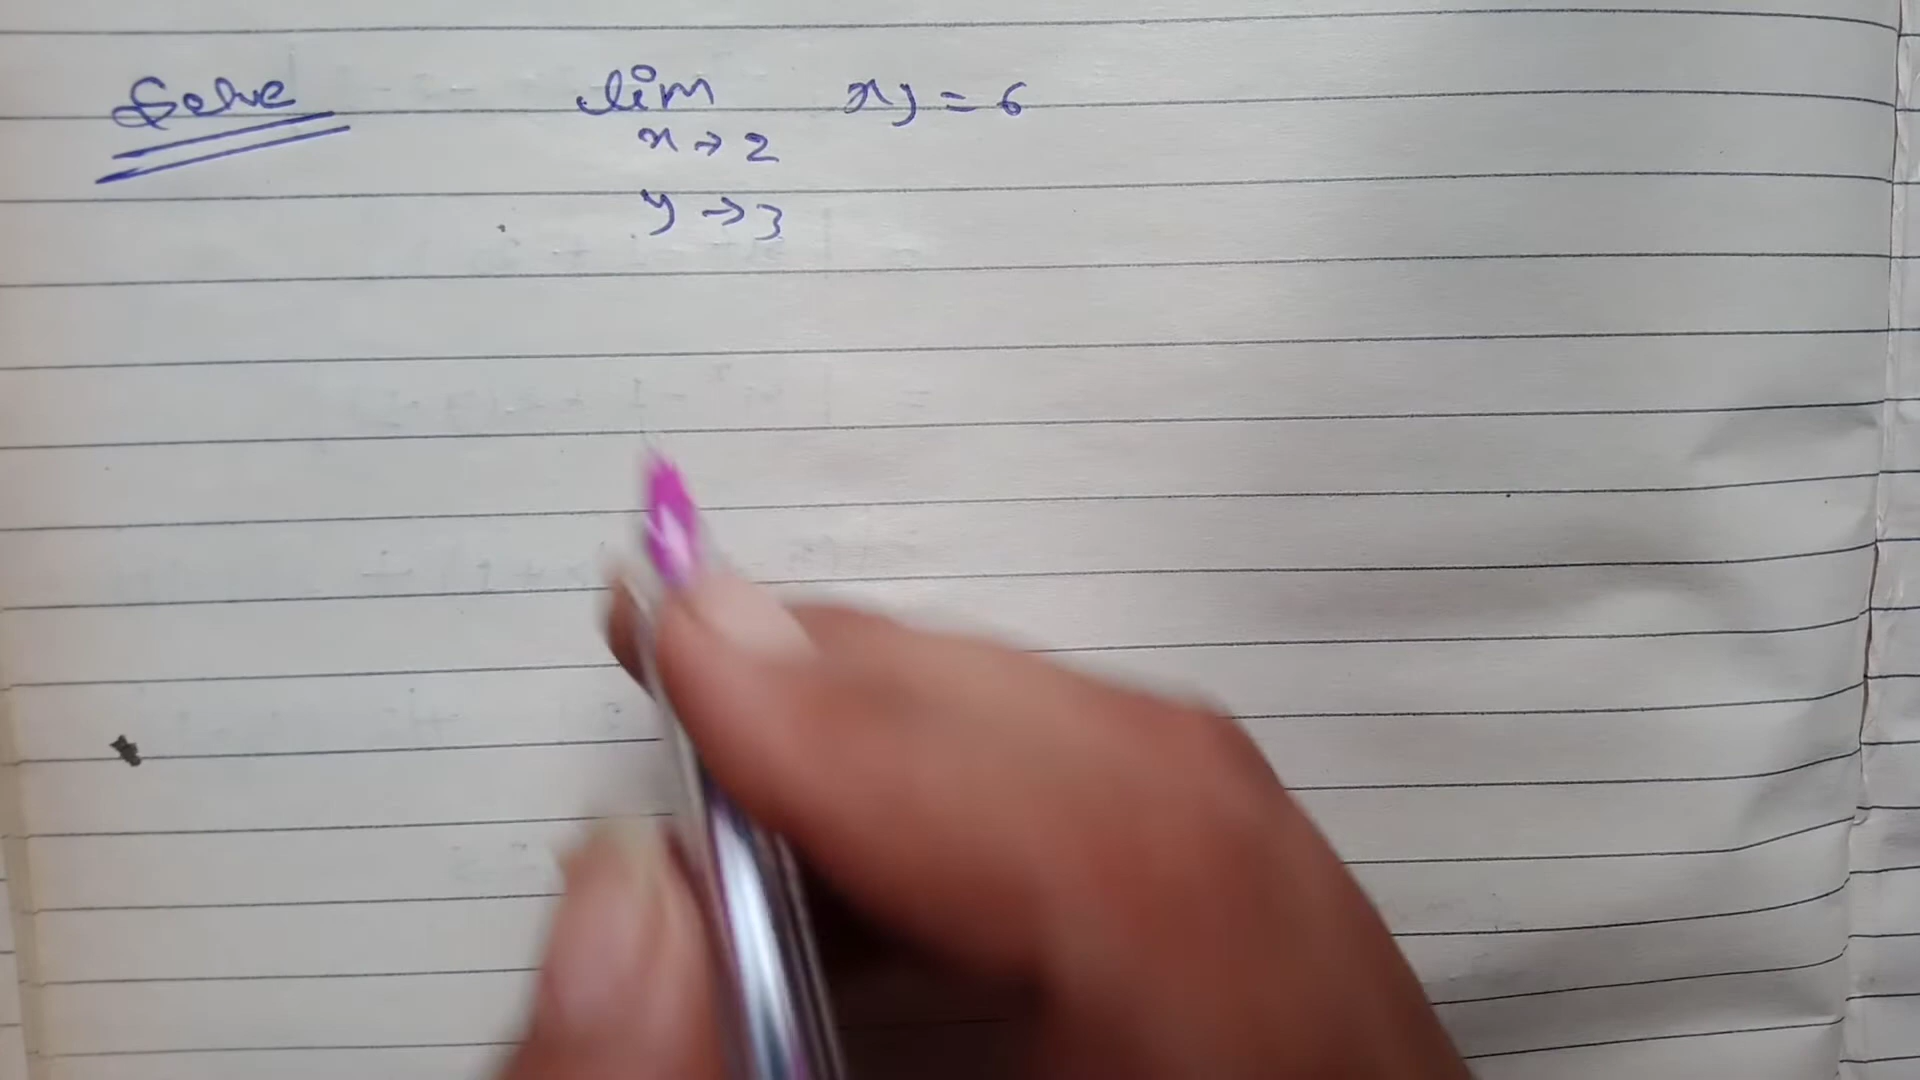 Solve lim xy = 6
x → 2
y → 3